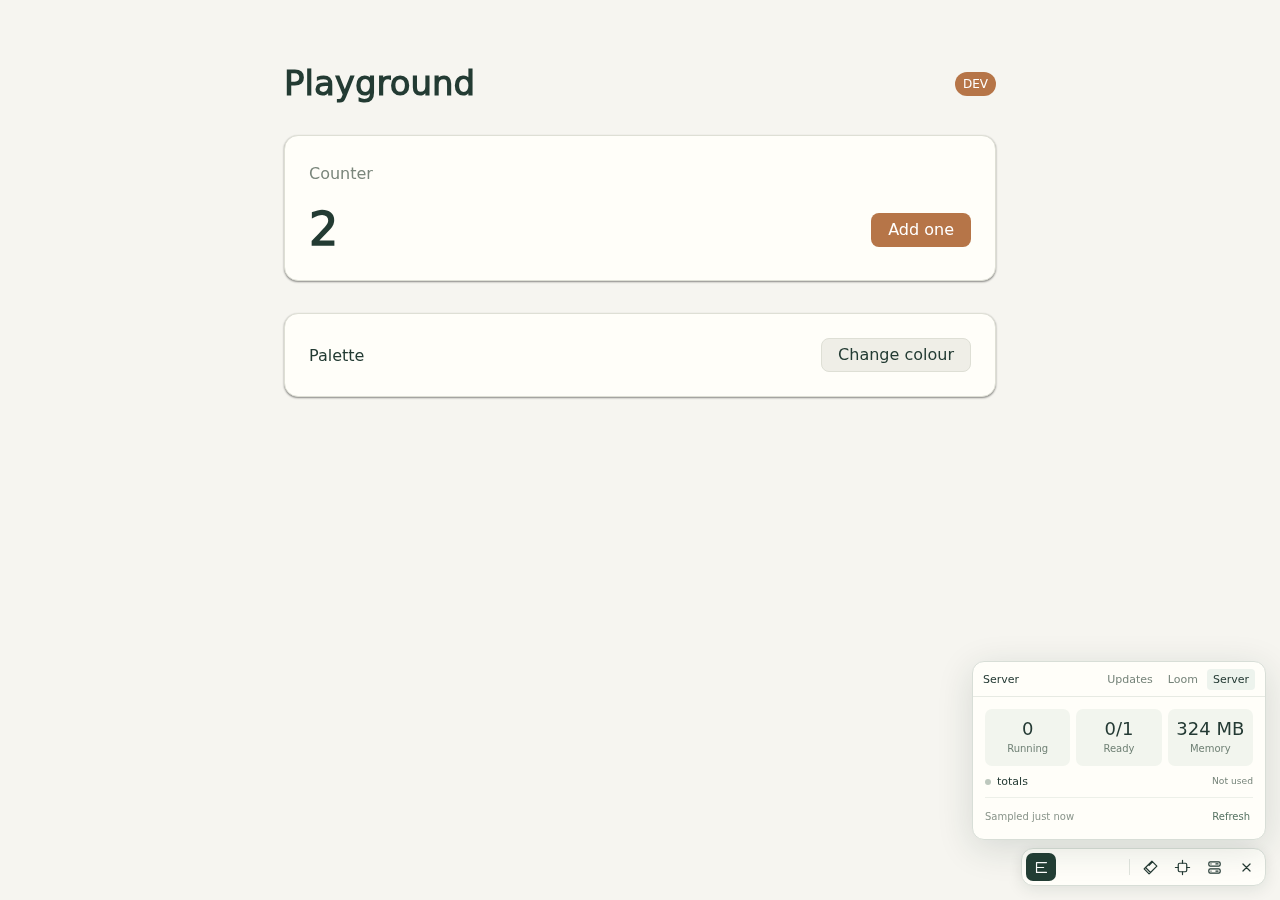 Playground
DEV
Counter
2
Add one
Palette
Change colour
Server
Updates
Loom
Server
0
Running
0/1
Ready
324 MB
Memory
totals
Not used
Sampled just now
Refresh